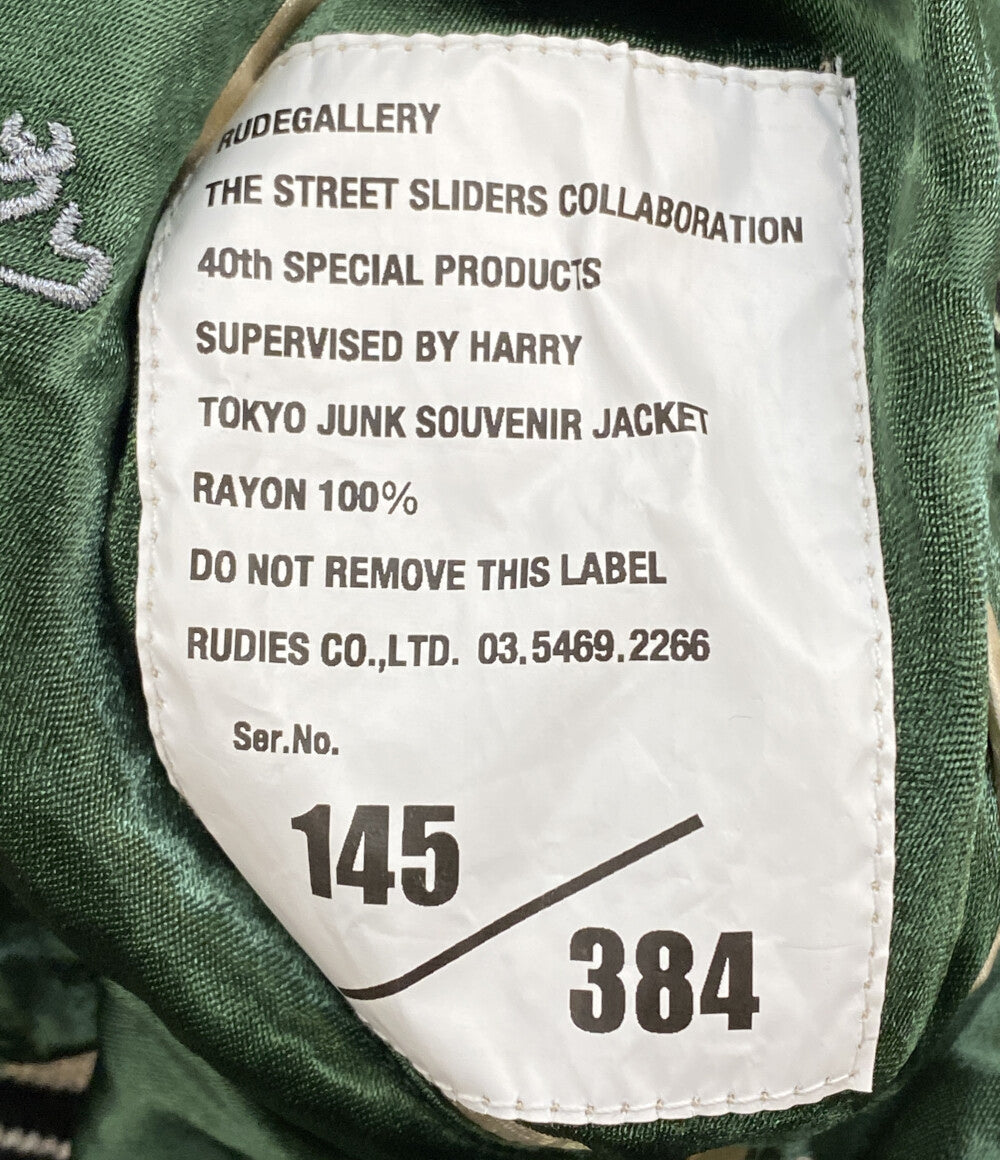 RUDEGALLERY
THE STREET SLIDERS COLLABORATION
40th SPECIAL PRODUCTS
SUPERVISED BY HARRY
TOKYO JUNK SOUVENIR JACKET
RAYON 100%
DO NOT REMOVE THIS LABEL
RUDIES CO.,LTD. 03.5469.2266
Ser.No.
145/384